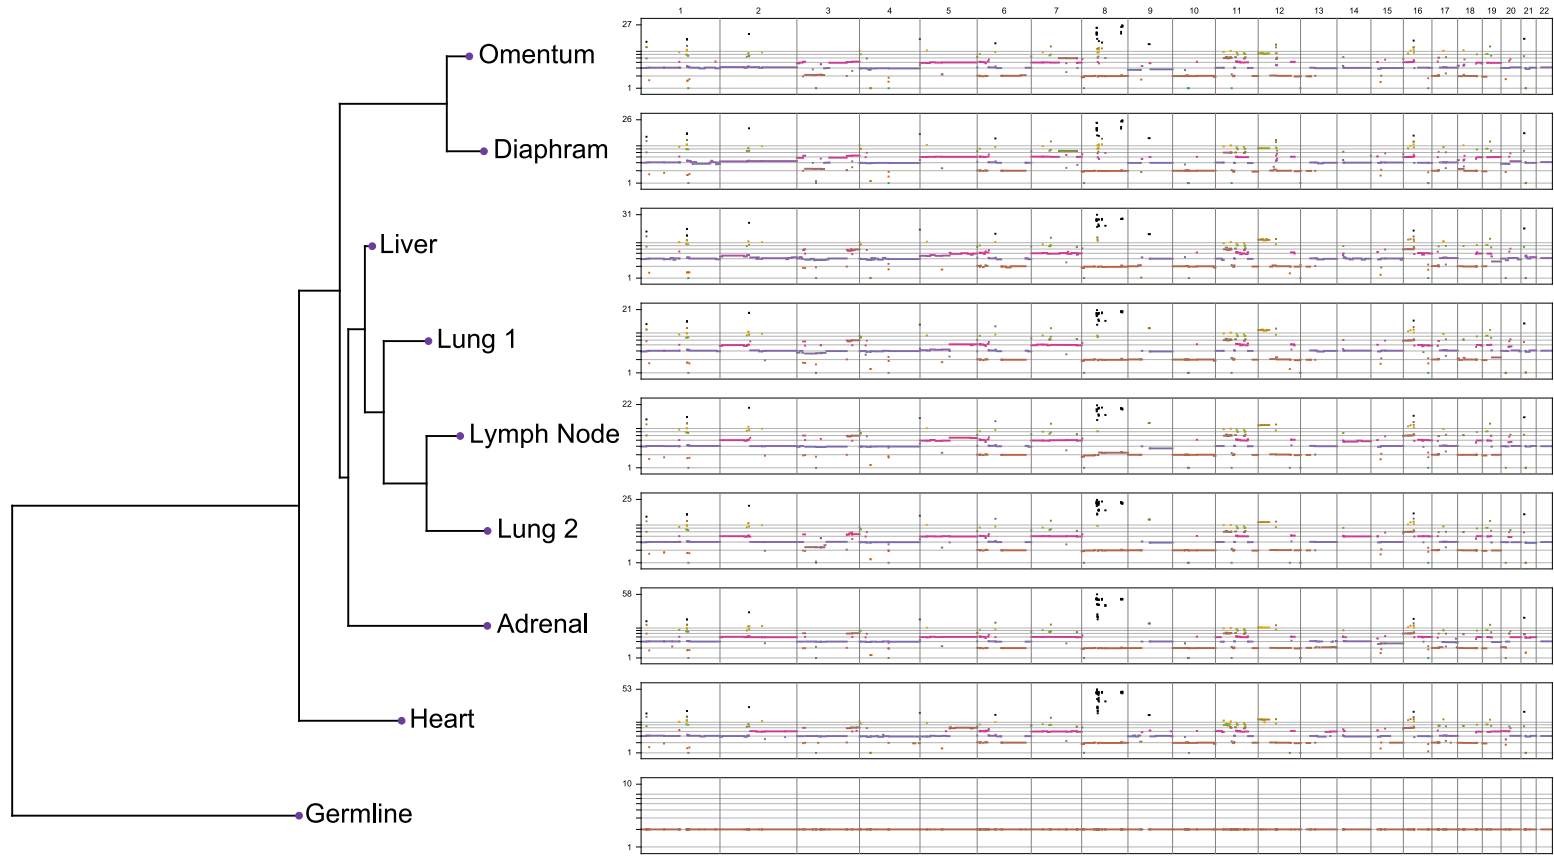 1 2 3 4 5 6 7 8 9 10 11 12 13 14 15 16 17 18 19 20 21 22
27
Omentum
1
26
Diaphram
1
31
Liver
1
21
Lung 1
1
22
Lymph Node
1
25
Lung 2
1
58
Adrenal
1
53
Heart
1
10
Germline
1